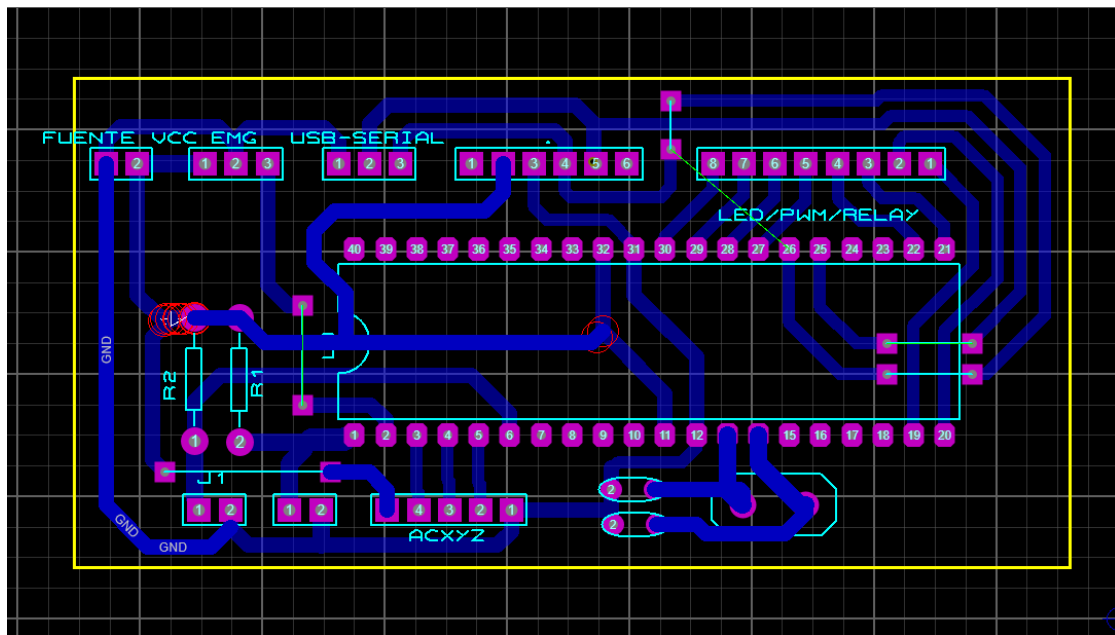 FUENTE VCC EMG USB-SERIAL
2 1 2 3 1 2 3 1 3 4 5 6 8 7 6 5 4 3 2 1
LED/PWM/RELAY
40 39 38 37 36 35 34 33 32 31 30 29 28 27 26 25 24 23 22 21
GND
R2 R1
1 2 1 2 3 4 5 6 7 8 9 10 11 12 15 16 17 18 19 20
J1
2
1 2 1 2 4 3 2 1
2
GND
ACXYZ
GND